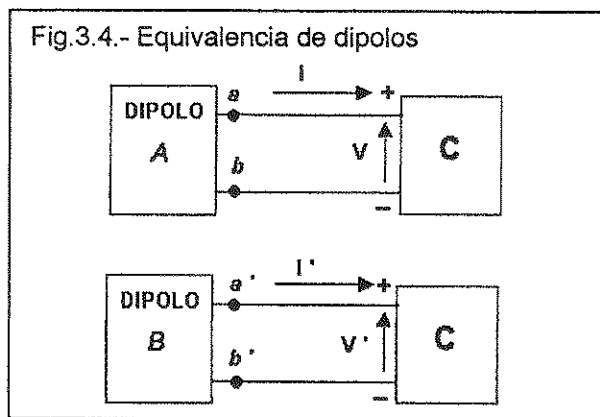 Fig.3.4.- Equivalencia de dipolos
I
a
+
DIPOLO
A
V
C
b
−
I'
a'
+
DIPOLO
B
V'
C
b'
−